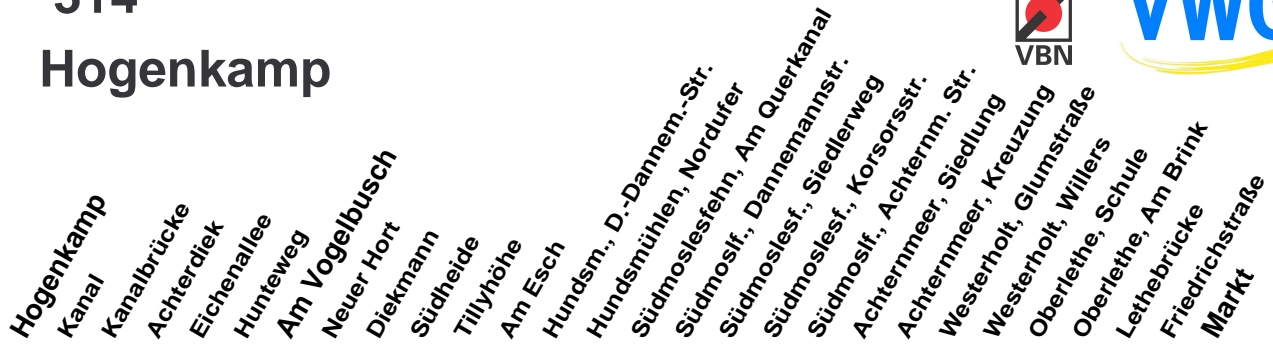 314
Hogenkamp
VBN
VWG
Hogenkamp
Kanal
Kanalbrücke
Achterdiek
Eichenallee
Hunteweg
Am Vogelbusch
Neuer Hort
Diekmann
Südheide
Tillyhöhe
Am Esch
Hundsm., D.-Dannem.-Str.
Hundsmühlen, Nordufer
Südmoslesfehn, Am Querkanal
Südmoslf., Dannemannstr.
Südmoslesf., Siedlerweg
Südmoslesf., Korsorsstr.
Südmoslf., Achternm. Str.
Achternmeer, Siedlung
Achternmeer, Kreuzung
Westerholt, Glumstraße
Westerholt, Willers
Oberlethe, Schule
Oberlethe, Am Brink
Lethebrücke
Friedrichstraße
Markt